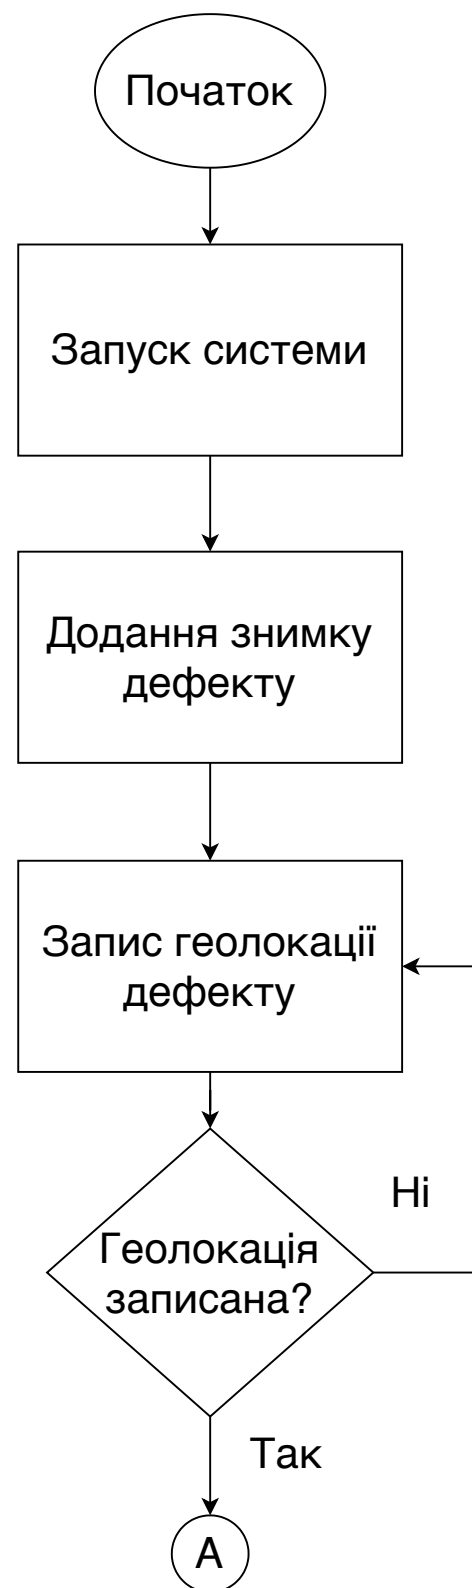 Початок
Запуск системи
Додання знимку
дефекту
Запис геолокації
дефекту
Ні
Геолокація
записана?
Так
А